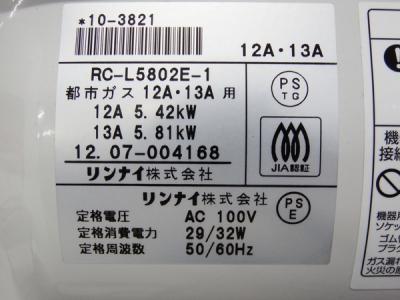 *10-3821
12A・13A
RC-L5802E-1
都市ガス 12A・13A 用
12A 5.42kW
13A 5.81kW
12.07-004168
リンナイ株式会社
PS
TG
JIA認証
リンナイ株式会社
PS
E
定格電圧 AC 100V
定格消費電力 29/32W
定格周波数 50/60Hz
機
接続
機器用
ソケッ
ゴム管
プラグ
ガス漏れ
火災の原